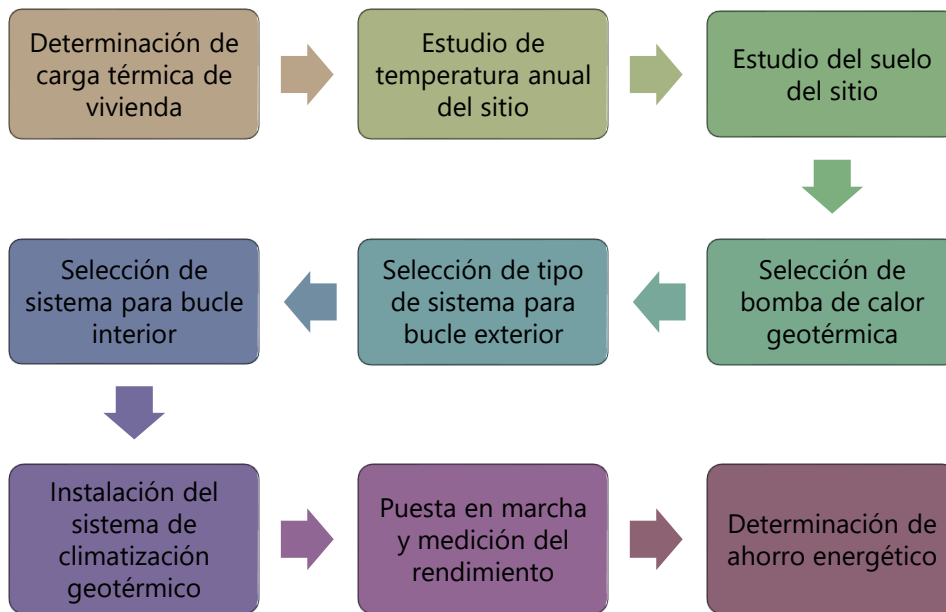 Determinación de
carga térmica de
vivienda
Estudio de
temperatura anual
del sitio
Estudio del suelo
del sitio
Selección de
bomba de calor
geotérmica
Selección de tipo
de sistema para
bucle exterior
Selección de
sistema para bucle
interior
Instalación del
sistema de
climatización
geotérmico
Puesta en marcha
y medición del
rendimiento
Determinación de
ahorro energético